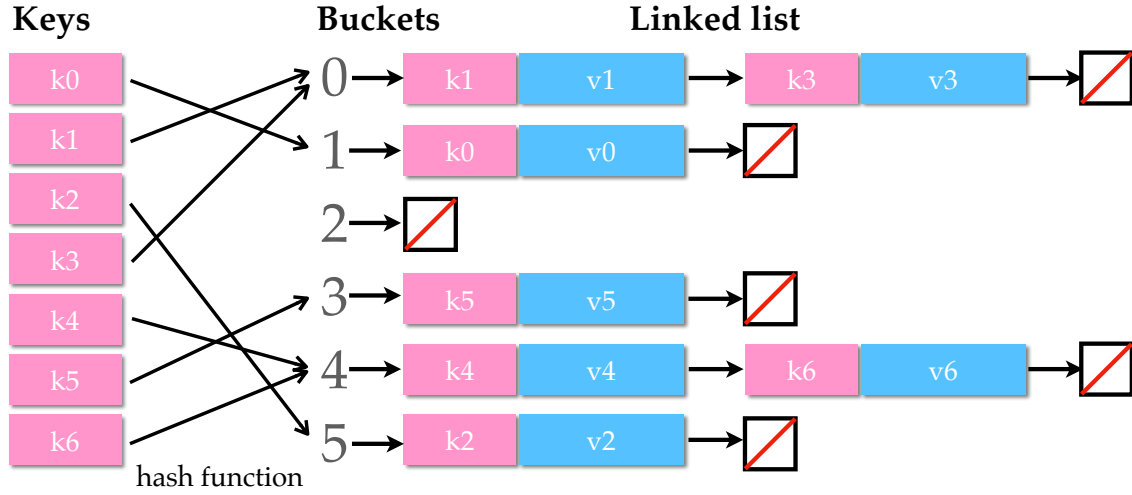 Keys Buckets Linked list
k0 0 k1 v1 k3 v3
k1 1 k0 v0
k2 2
k3 3 k5 v5
k4 4 k4 v4 k6 v6
k5 5 k2 v2
k6
hash function